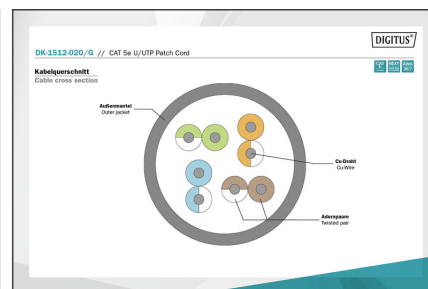 DIGITUS®
DK-1512-020/G // CAT 5e U/UTP Patch Cord
Kabelquerschnitt
Cable cross section
Außenmantel
Outer jacket
Cu-Draht
Cu-Wire
Adernpaare
Twisted pair